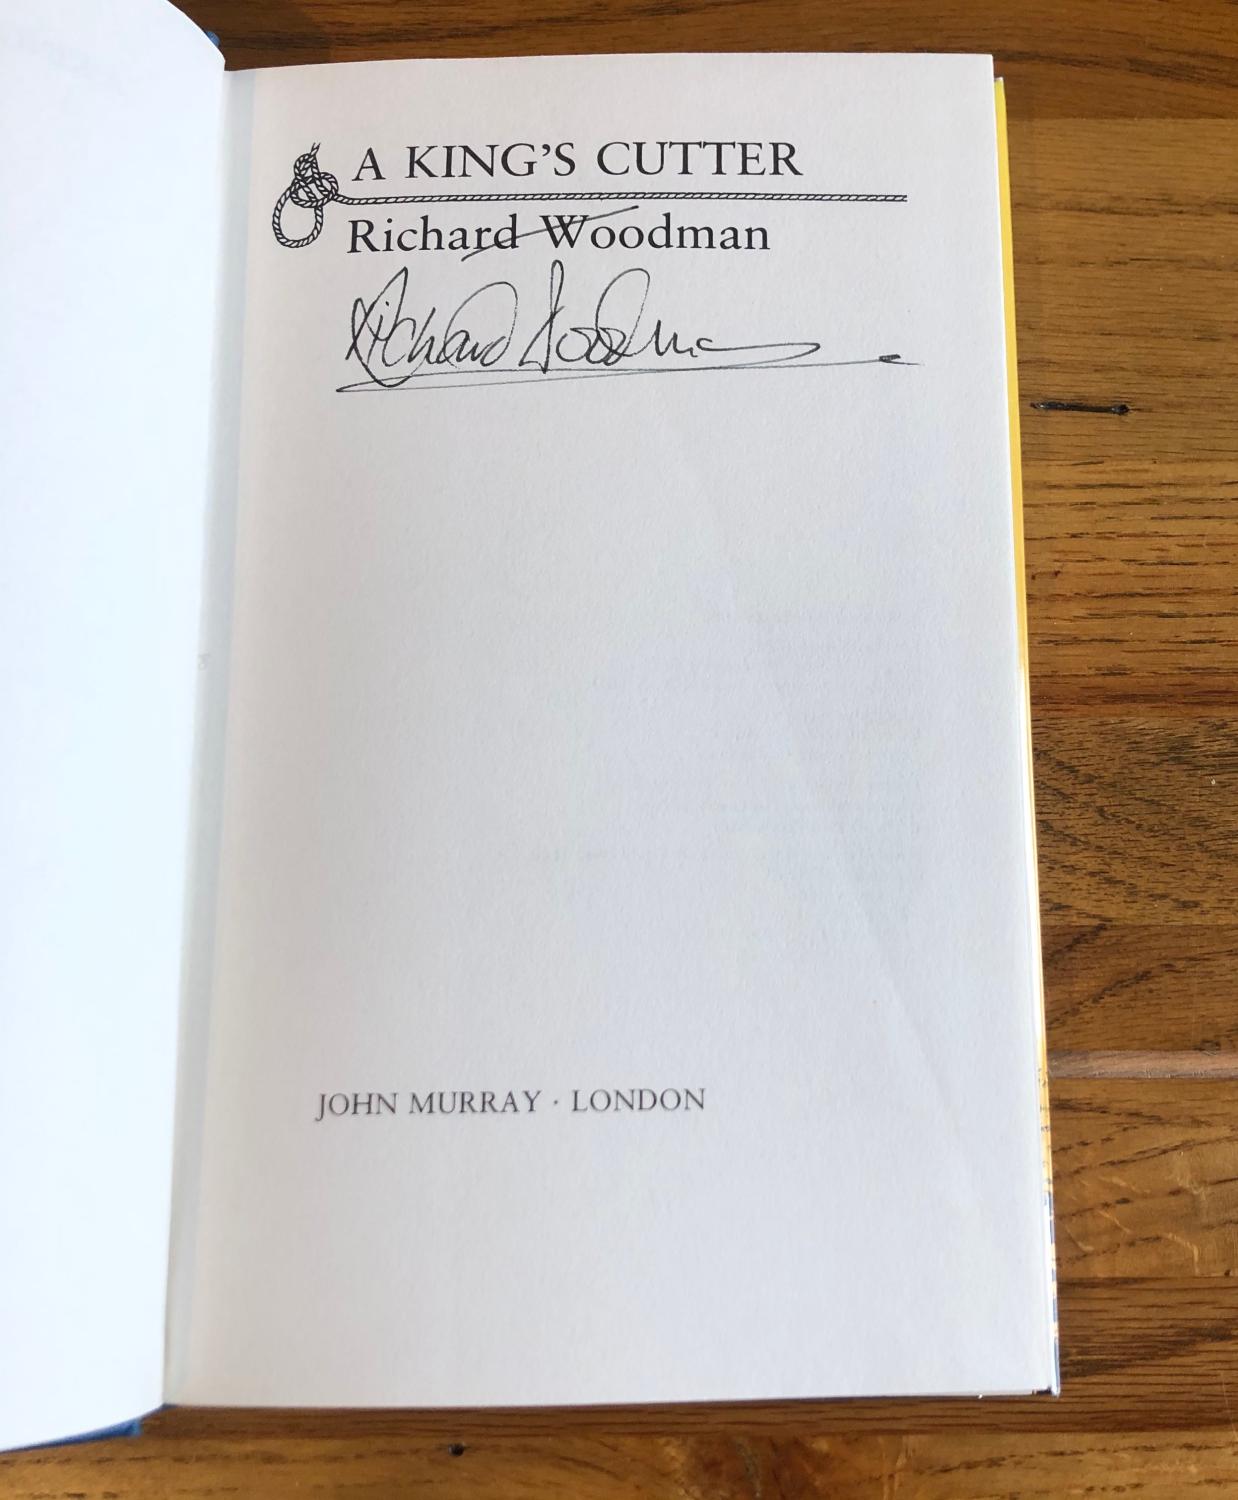 A KING'S CUTTER
Richard Woodman
Richard Woodman
JOHN MURRAY · LONDON